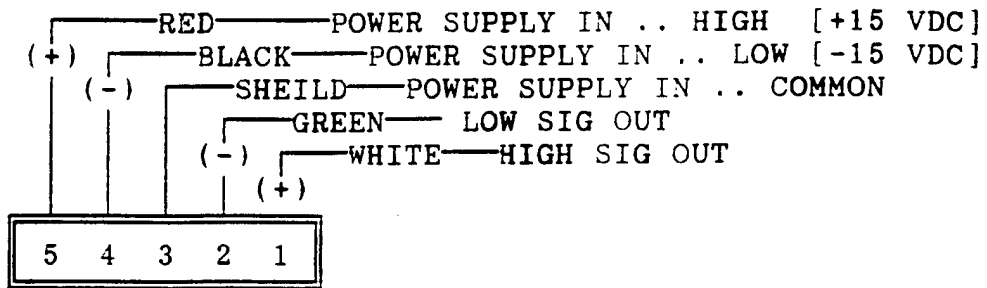 RED POWER SUPPLY IN .. HIGH [+15 VDC]
(+) BLACK POWER SUPPLY IN .. LOW [-15 VDC]
(-) SHEILD POWER SUPPLY IN .. COMMON
GREEN LOW SIG OUT
(-) WHITE HIGH SIG OUT
(+)
5 4 3 2 1